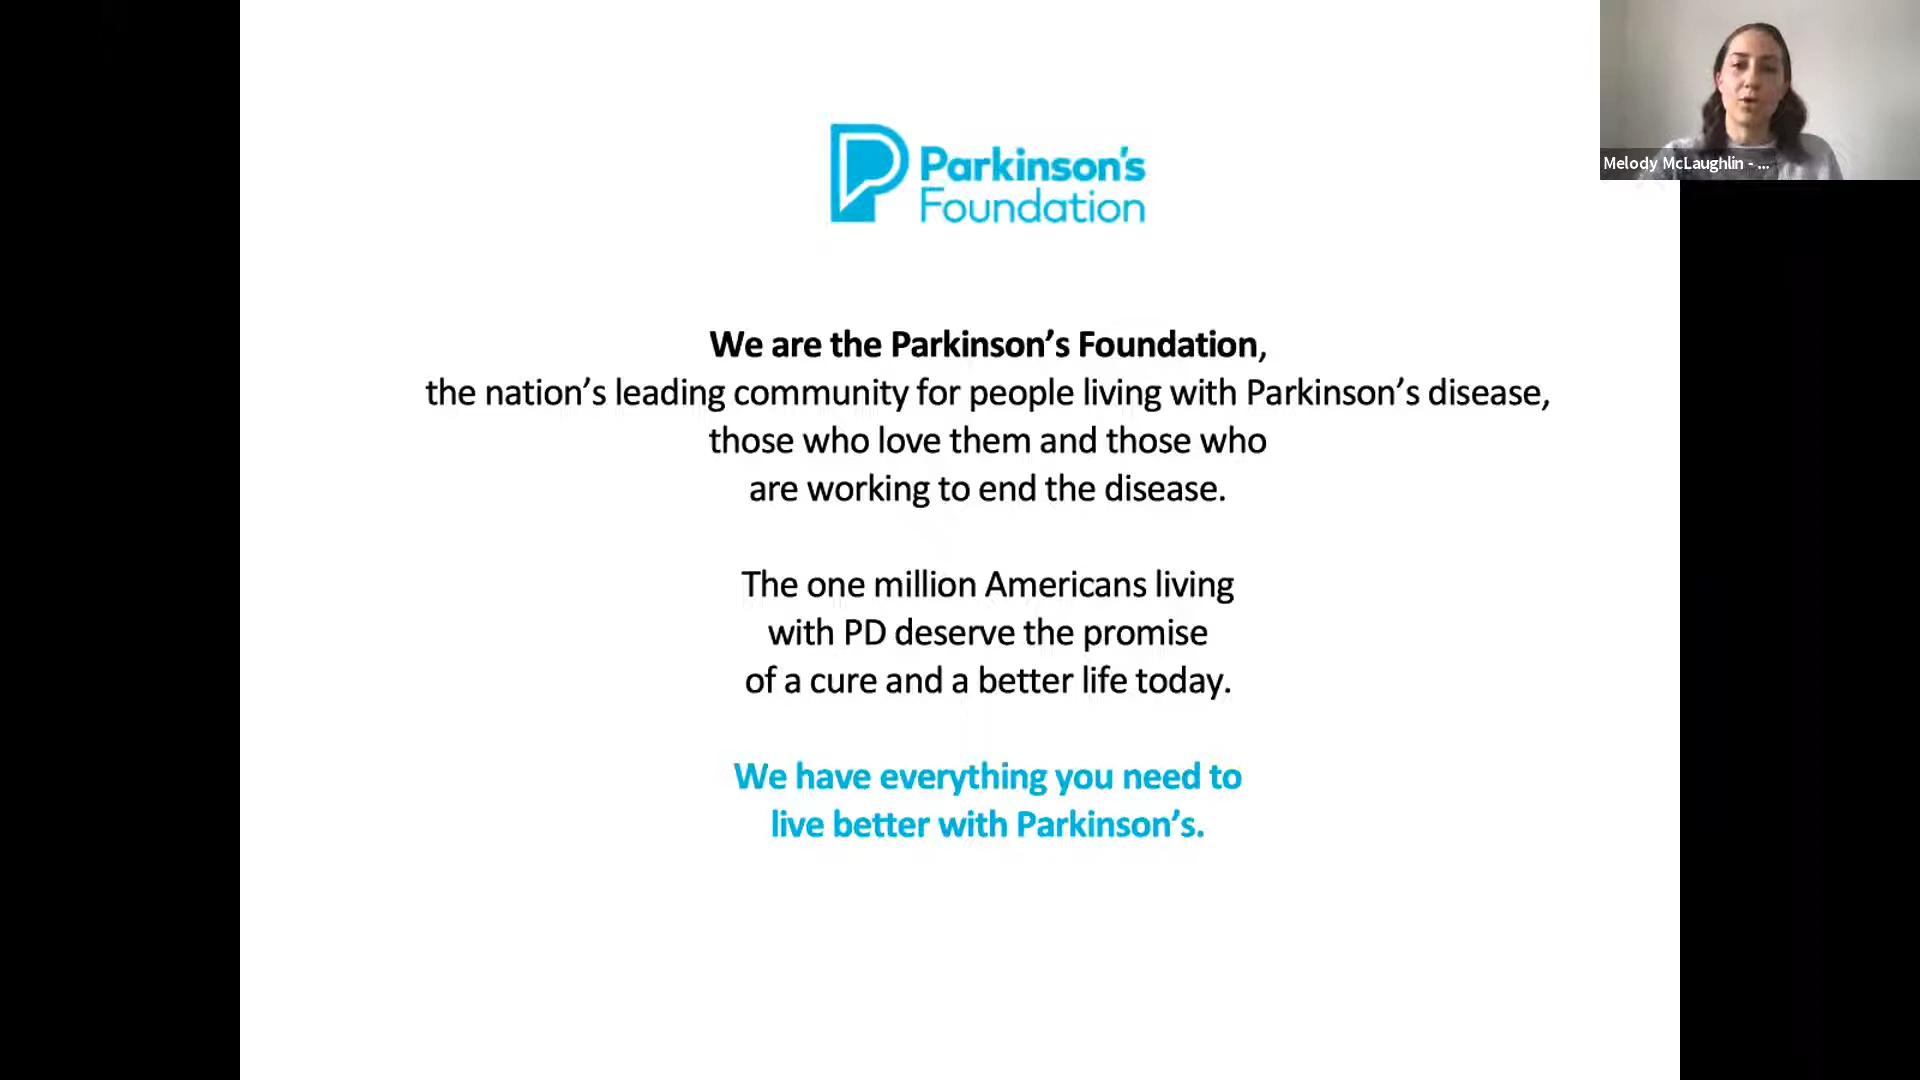 Parkinson's
Foundation
Melody McLaughlin - ...
We are the Parkinson’s Foundation,
the nation’s leading community for people living with Parkinson’s disease,
those who love them and those who
are working to end the disease.
The one million Americans living
with PD deserve the promise
of a cure and a better life today.
We have everything you need to
live better with Parkinson’s.